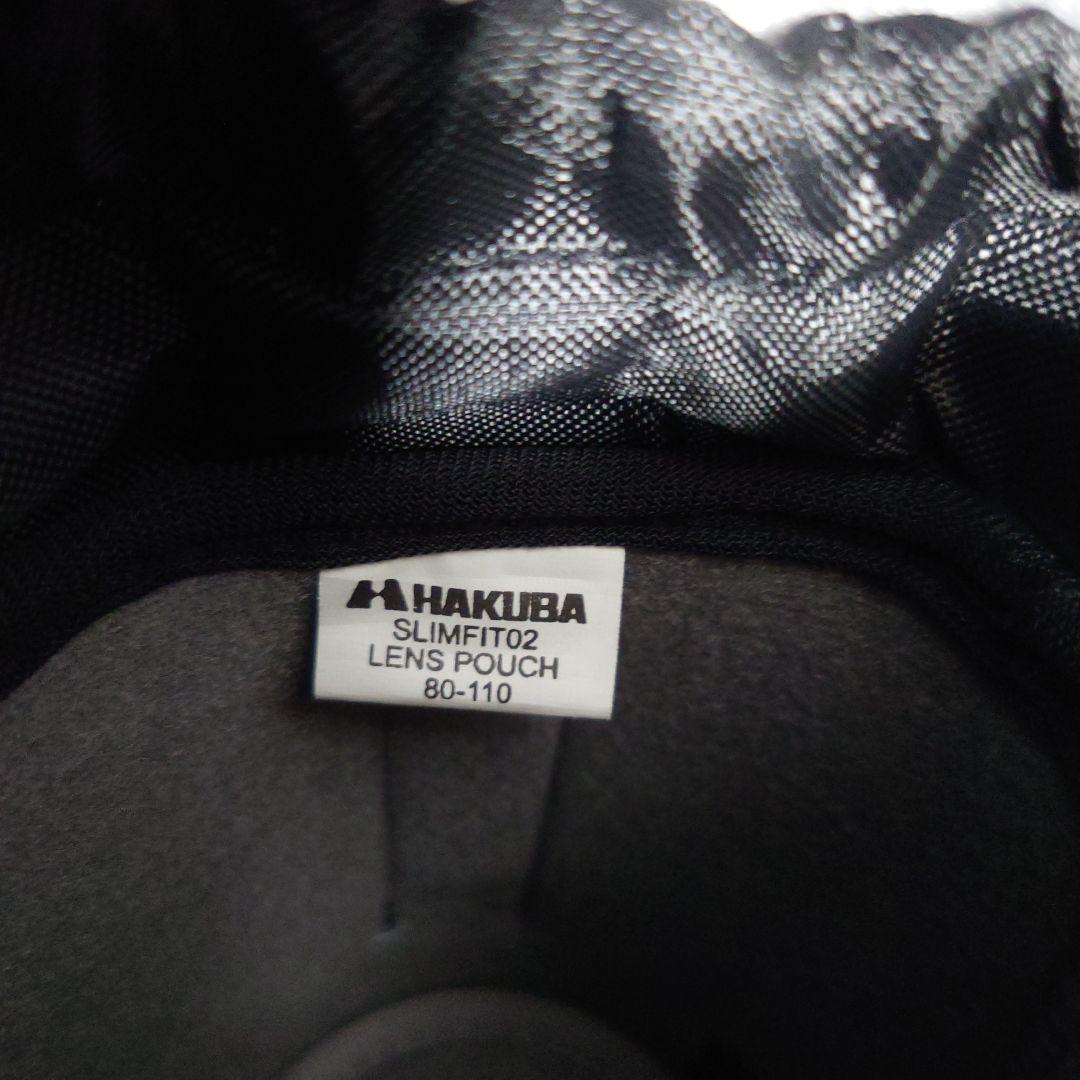 HAKUBA
SLIMFIT02
LENS POUCH
80-110